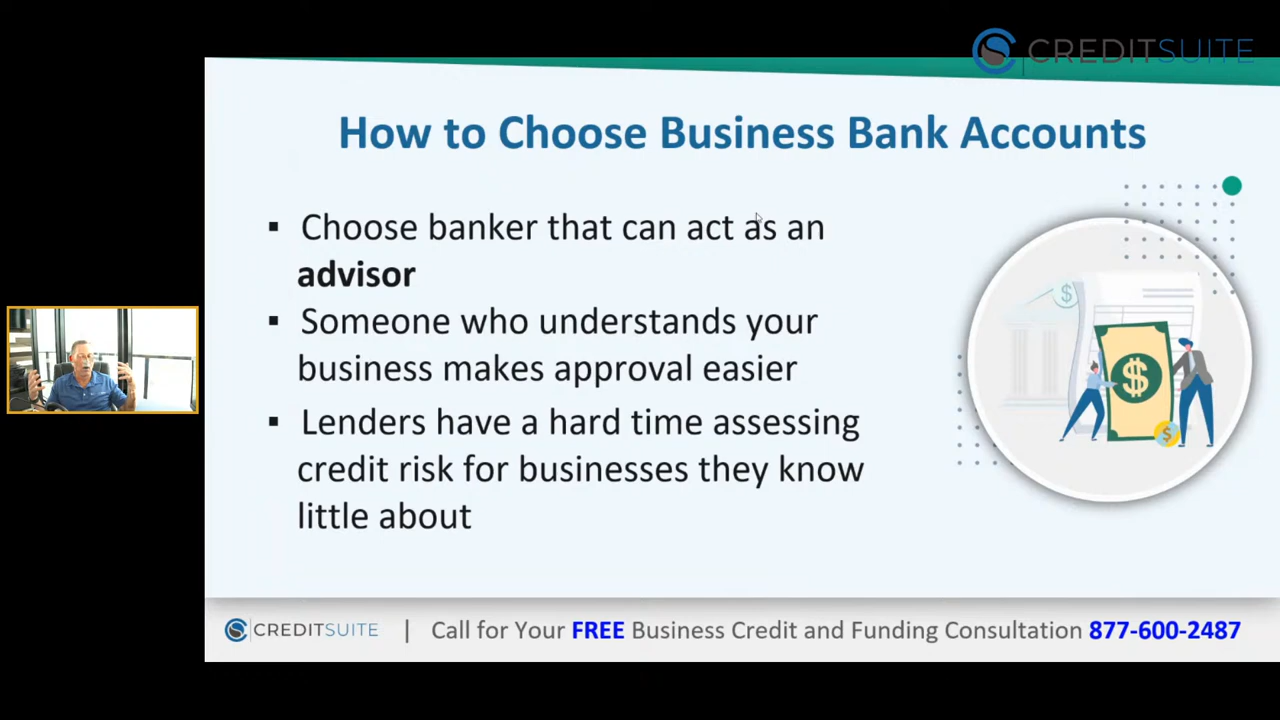 CREDITSUITE
How to Choose Business Bank Accounts
▪ Choose banker that can act as an
advisor
▪ Someone who understands your
business makes approval easier
▪ Lenders have a hard time assessing
credit risk for businesses they know
little about
$
$
$
CREDITSUITE | Call for Your FREE Business Credit and Funding Consultation 877-600-2487